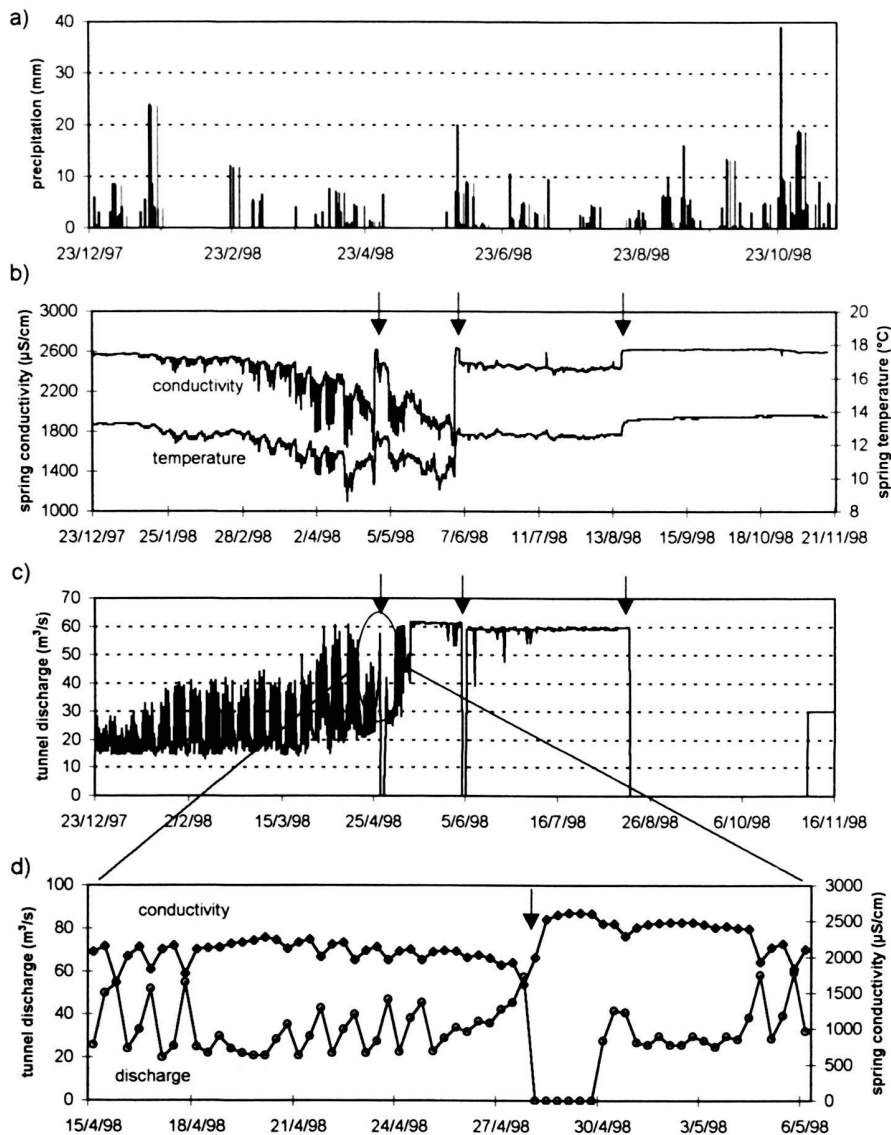 a)
precipitation (mm)
40
30
20
10
0
23/12/97 23/2/98 23/4/98 23/6/98 23/8/98 23/10/98
b)
spring conductivity (µS/cm)
3000
2600
2200
1800
1400
1000
conductivity
temperature
20
18
16
14
12
10
8
spring temperature (°C)
23/12/97 25/1/98 28/2/98 2/4/98 5/5/98 7/6/98 11/7/98 13/8/98 15/9/98 18/10/98 21/11/98
c)
tunnel discharge (m³/s)
70
60
50
40
30
20
10
0
23/12/97 2/2/98 15/3/98 25/4/98 5/6/98 16/7/98 26/8/98 6/10/98 16/11/98
d)
tunnel discharge (m³/s)
100
80
60
40
20
0
conductivity
discharge
3000
2500
2000
1500
1000
500
0
spring conductivity (µS/cm)
15/4/98 18/4/98 21/4/98 24/4/98 27/4/98 30/4/98 3/5/98 6/5/98